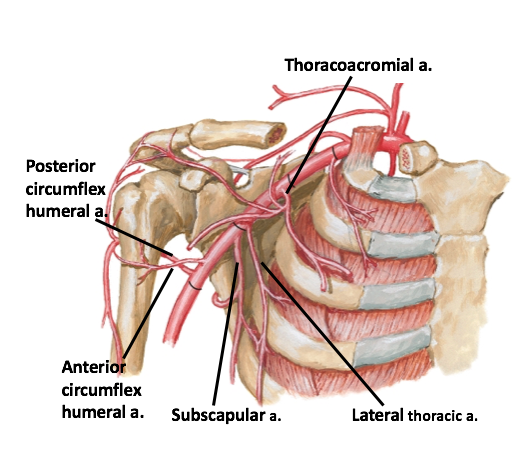 Thoracoacromial a.
Posterior
circumflex
humeral a.
Anterior
circumflex
humeral a.
Subscapular a.
Lateral thoracic a.